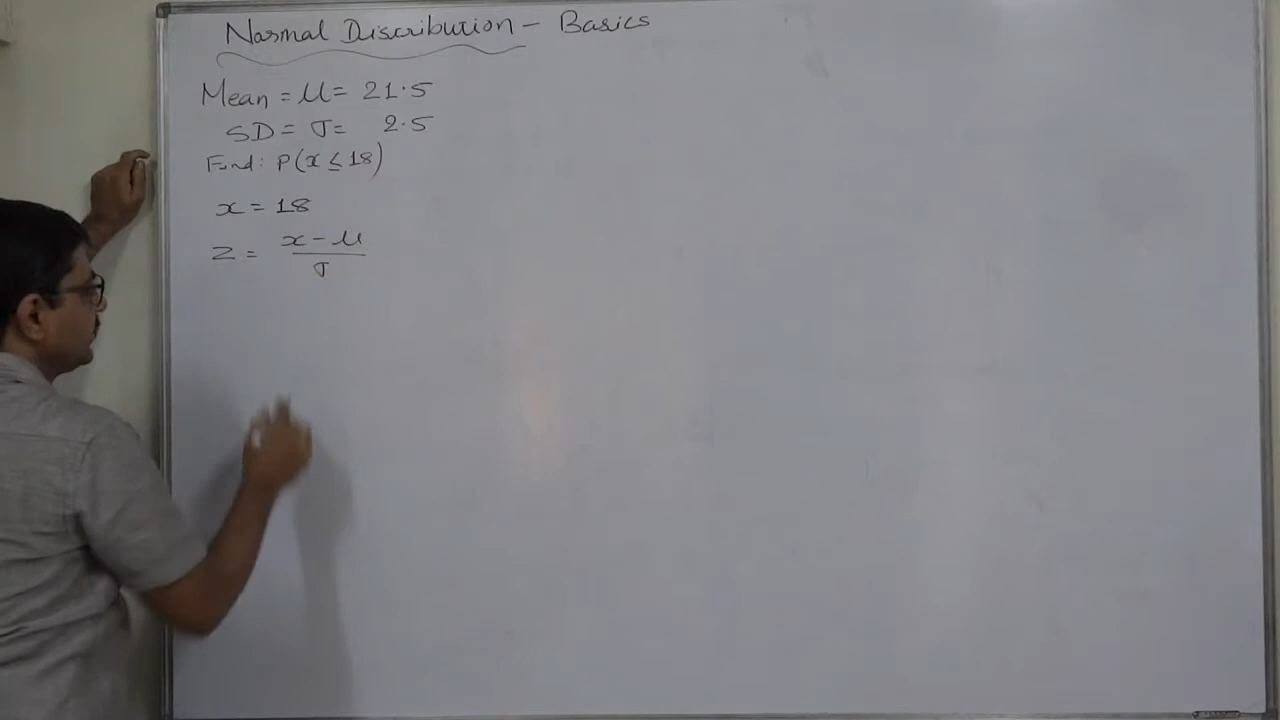 Normal Distribution - Basics
Mean = μ = 21.5
SD = σ = 2.5
Find: P(x ≤ 18)
x = 18
Z = (x - μ) / σ